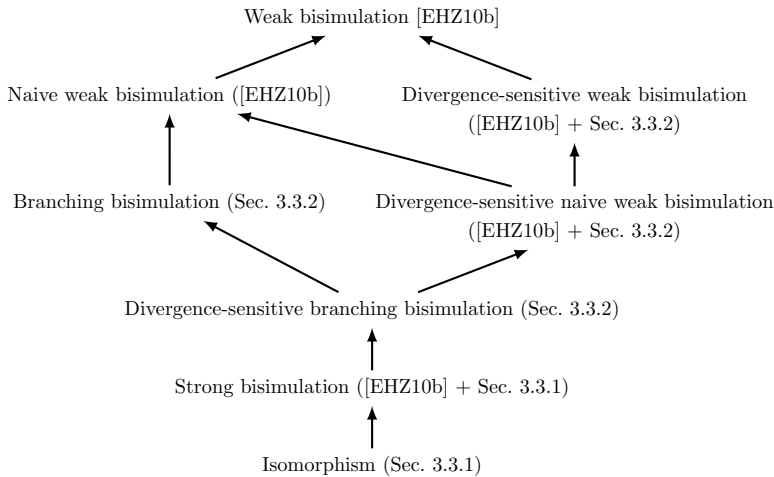 Weak bisimulation [EHZ10b]
Naive weak bisimulation ([EHZ10b])
Divergence-sensitive weak bisimulation
([EHZ10b] + Sec. 3.3.2)
Branching bisimulation (Sec. 3.3.2)
Divergence-sensitive naive weak bisimulation
([EHZ10b] + Sec. 3.3.2)
Divergence-sensitive branching bisimulation (Sec. 3.3.2)
Strong bisimulation ([EHZ10b] + Sec. 3.3.1)
Isomorphism (Sec. 3.3.1)